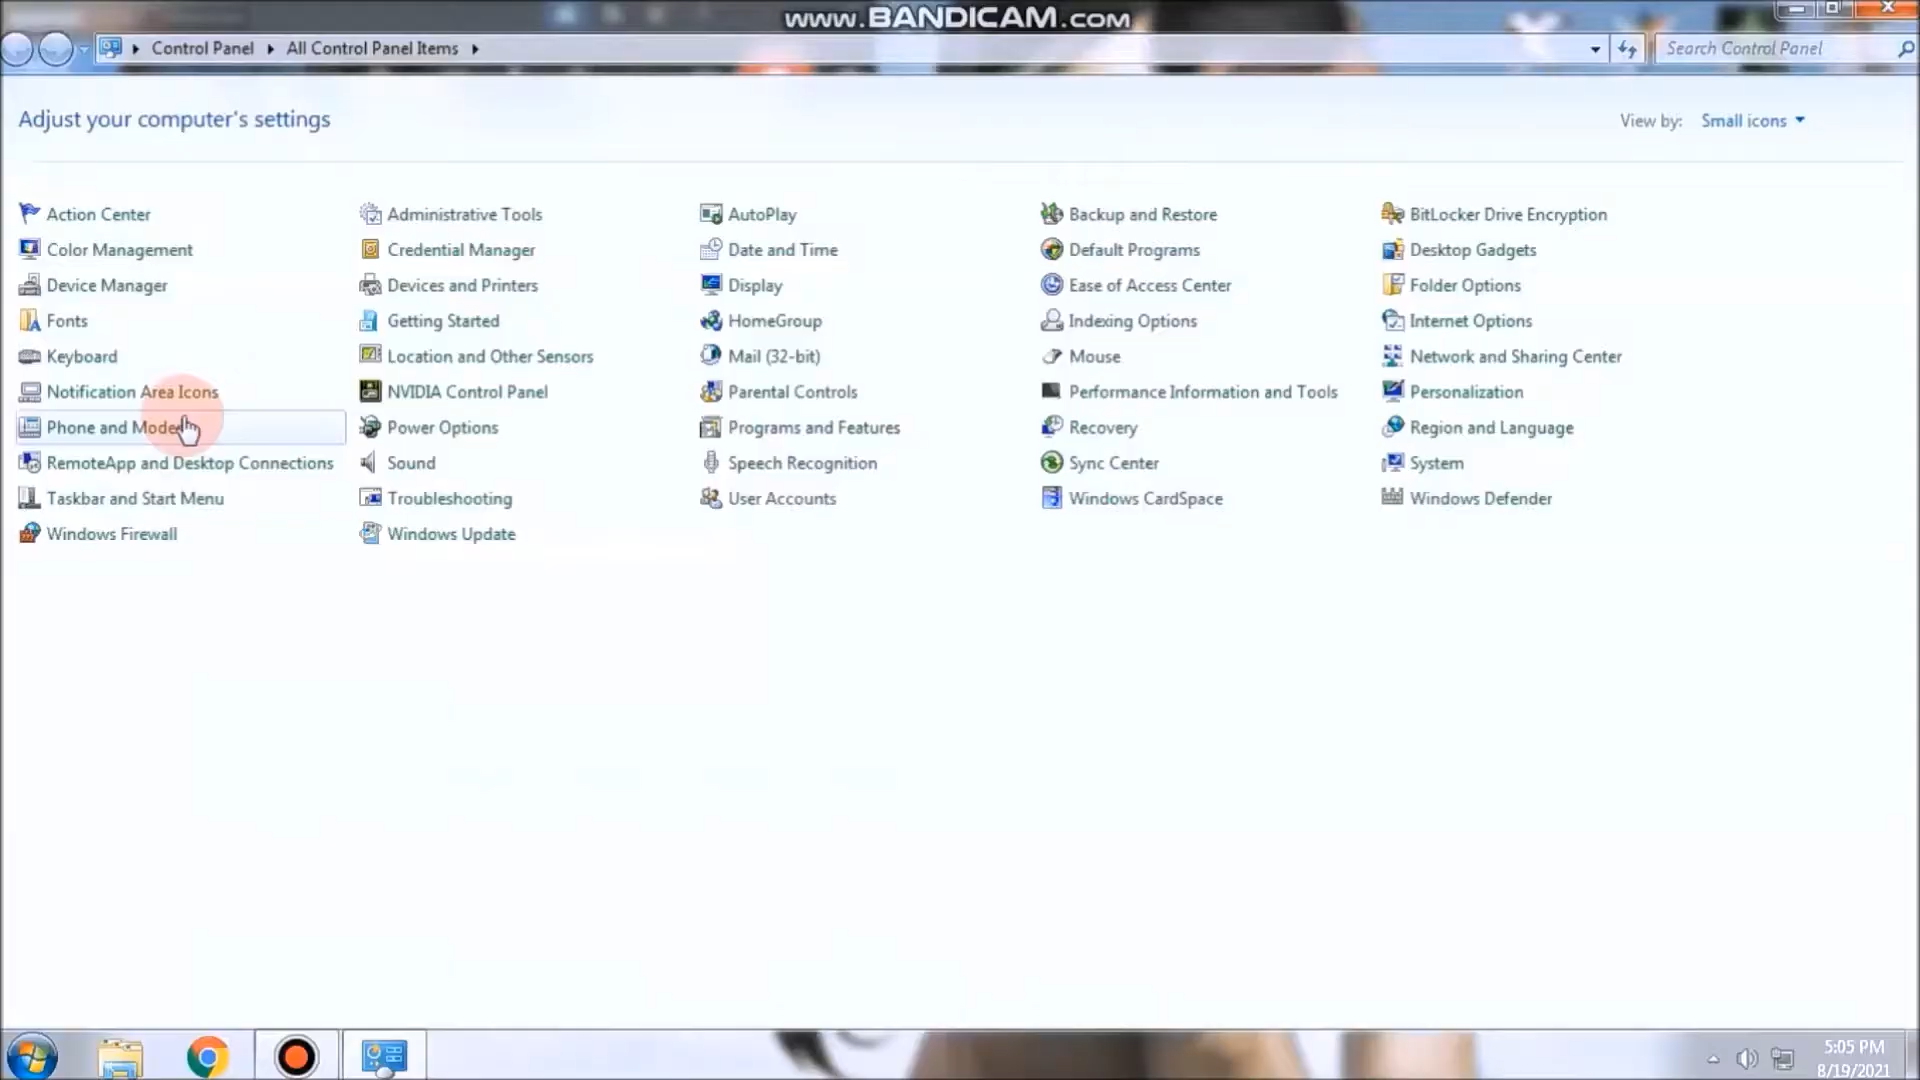 www.BANDICAM.com
Control Panel All Control Panel Items Search Control Panel
Adjust your computer's settings View by: Small icons
Action Center Administrative Tools AutoPlay Backup and Restore BitLocker Drive Encryption
Color Management Credential Manager Date and Time Default Programs Desktop Gadgets
Device Manager Devices and Printers Display Ease of Access Center Folder Options
Fonts Getting Started HomeGroup Indexing Options Internet Options
Keyboard Location and Other Sensors Mail (32-bit) Mouse Network and Sharing Center
Notification Area Icons NVIDIA Control Panel Parental Controls Performance Information and Tools Personalization
Phone and Modem Power Options Programs and Features Recovery Region and Language
RemoteApp and Desktop Connections Sound Speech Recognition Sync Center System
Taskbar and Start Menu Troubleshooting User Accounts Windows CardSpace Windows Defender
Windows Firewall Windows Update
5:05 PM
8/19/2021